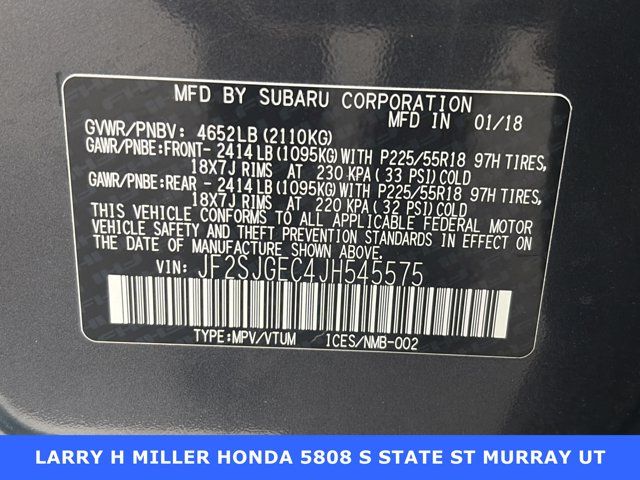 MFD BY SUBARU CORPORATION
MFD IN 01/18
GVWR/PNBV: 4652LB(2110KG)
GAWR/PNBE:FRONT- 2414LB(1095KG)WITH P225/55R18 97H TIRES,
18X7J RIMS AT 230 KPA( 33 PSI)COLD
GAWR/PNBE:REAR - 2414LB(1095KG)WITH P225/55R18 97H TIRES,
18X7J RIMS AT 220 KPA( 32 PSI)COLD
THIS VEHICLE CONFORMS TO ALL APPLICABLE FEDERAL MOTOR
VEHICLE SAFETY AND THEFT PREVENTION STANDARDS IN EFFECT ON
THE DATE OF MANUFACTURE SHOWN ABOVE.
VIN: JF2SJGEC4JH545575
TYPE:MPV/VTUM ICES/NMB-002
LARRY H MILLER HONDA 5808 S STATE ST MURRAY UT